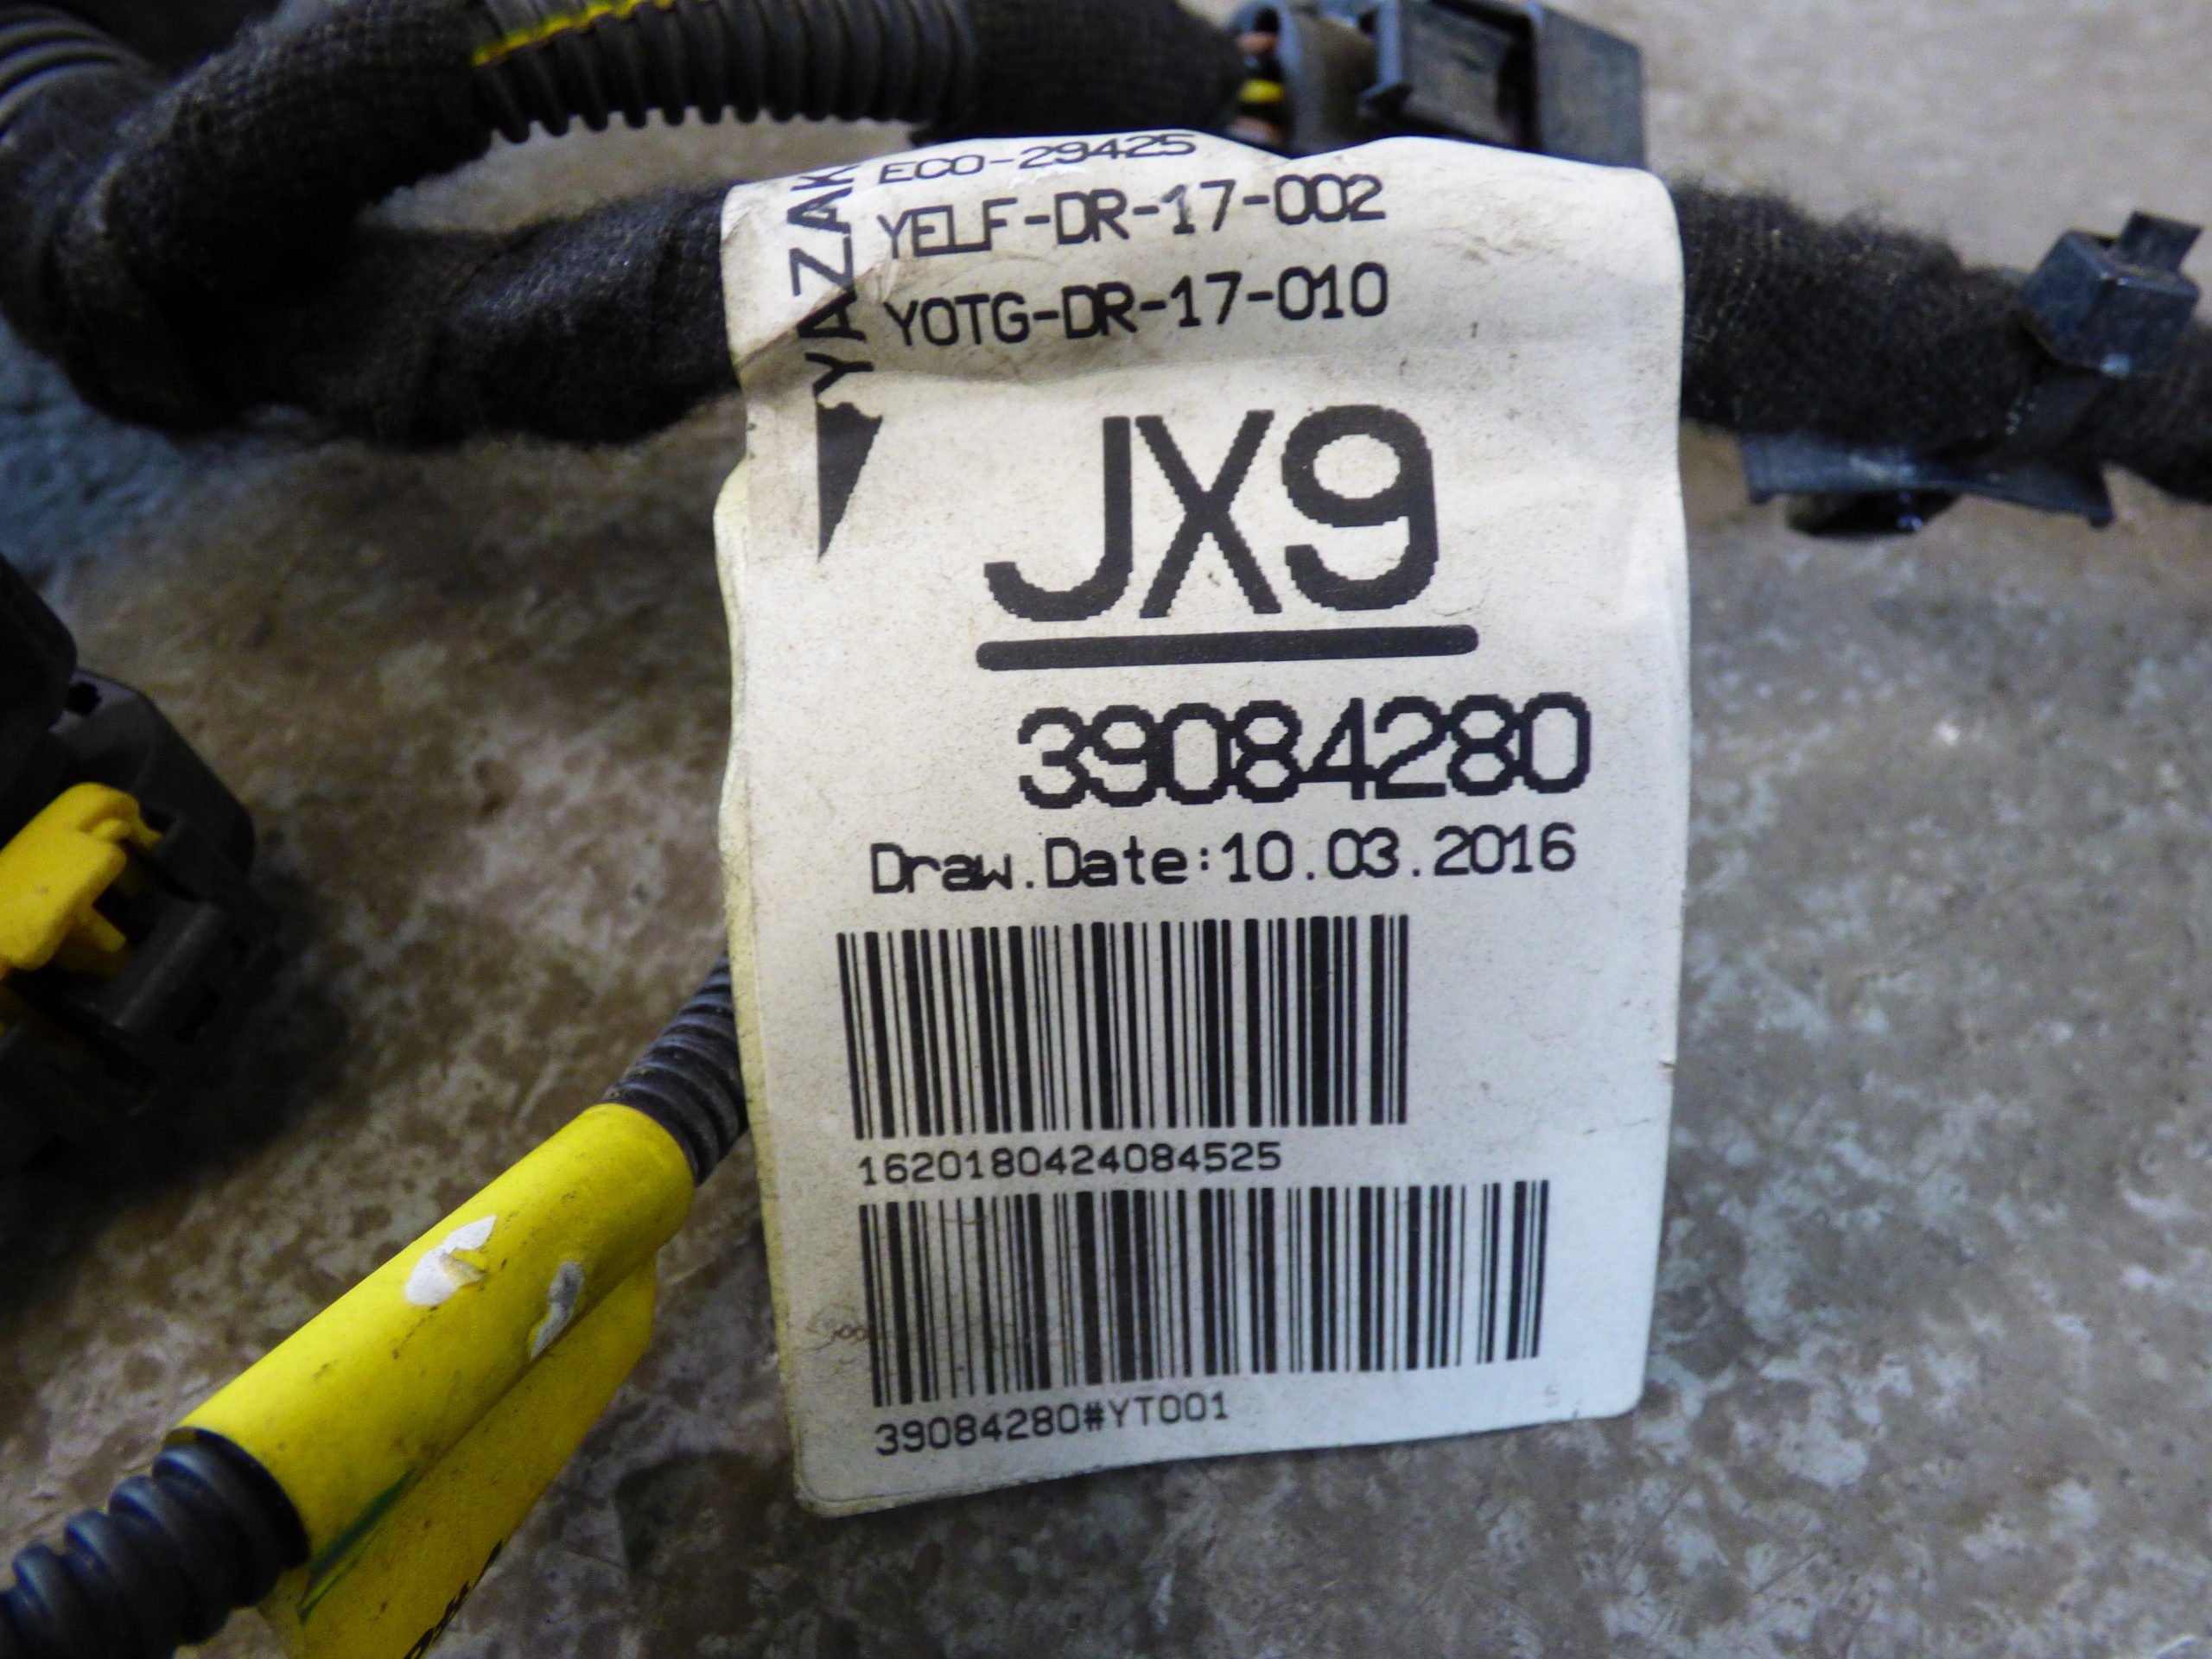 ECO-29425
YELF-DR-17-002
YOTG-DR-17-010
JX9
39084280
Draw.Date:10.03.2016
1620180424084525
39084280#YT001